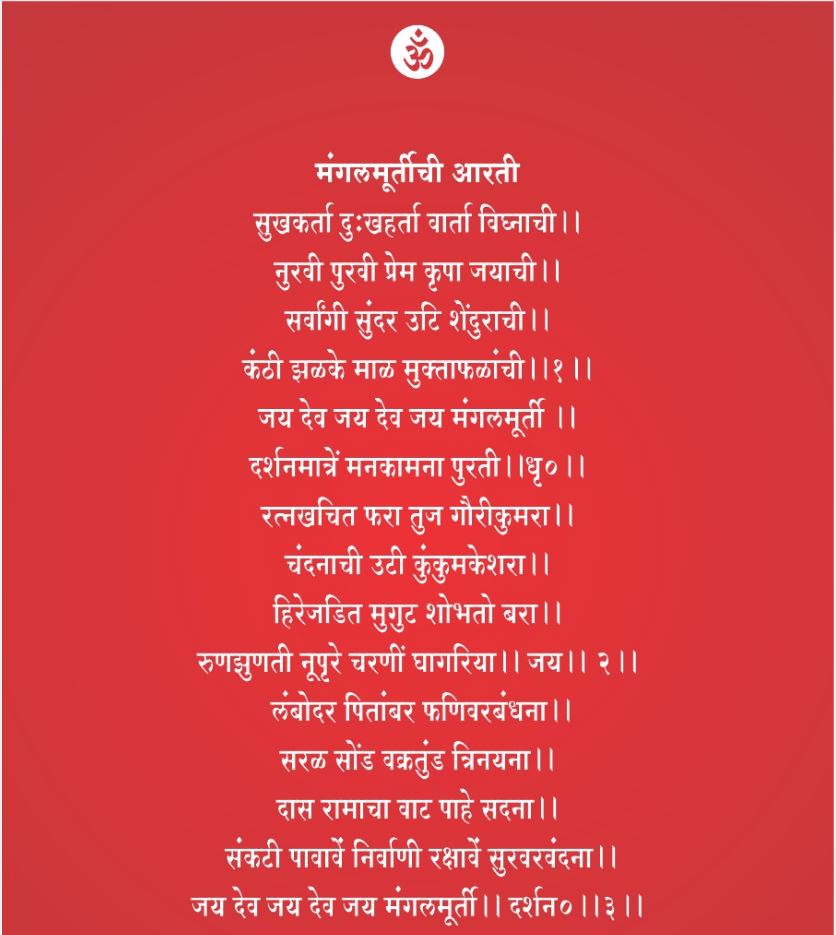 ॐ
मंगलमूर्तीची आरती
सुखकर्ता दुःखहर्ता वार्ता विघ्नाची।।
नुरवी पुरवी प्रेम कृपा जयाची।।
सर्वांगी सुंदर उटि शेंदुराची।।
कंठी झळके माळ मुक्ताफळांची।।१।।
जय देव जय देव जय मंगलमूर्ती ।।
दर्शनमात्रें मनकामना पुरती।।धृ०।।
रत्नखचित फरा तुज गौरीकुमरा।।
चंदनाची उटी कुंकुमकेशरा।।
हिरेजडित मुगुट शोभतो बरा।।
रुणझुणती नूपूरे चरणीं घागरिया।। जय।। २।।
लंबोदर पितांबर फणिवरबंधना।।
सरळ सोंड वक्रतुंड त्रिनयना।।
दास रामाचा वाट पाहे सदना।।
संकटी पावावें निर्वाणी रक्षावें सुरवरवंदना।।
जय देव जय देव जय मंगलमूर्ती।। दर्शन०।।३।।